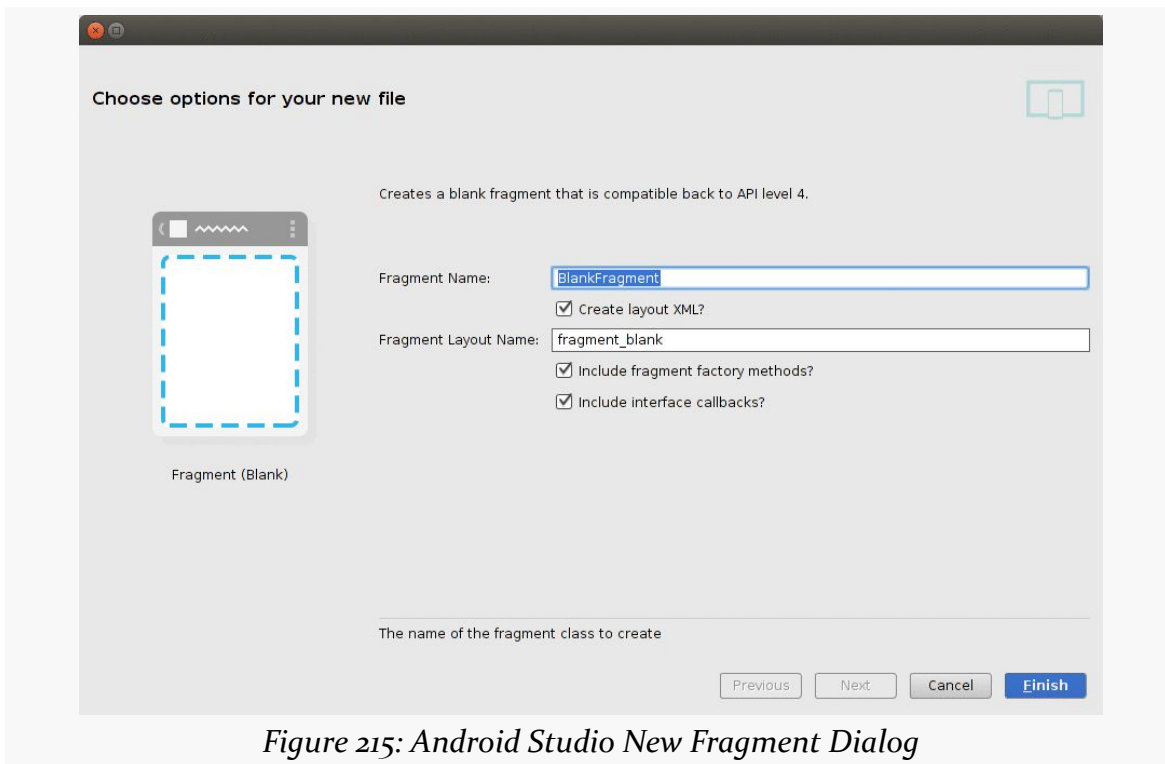 Choose options for your new file
Creates a blank fragment that is compatible back to API level 4.
Fragment Name: BlankFragment
Create layout XML?
Fragment Layout Name: fragment_blank
Include fragment factory methods?
Include interface callbacks?
Fragment (Blank)
The name of the fragment class to create
Previous Next Cancel Finish
Figure 215: Android Studio New Fragment Dialog